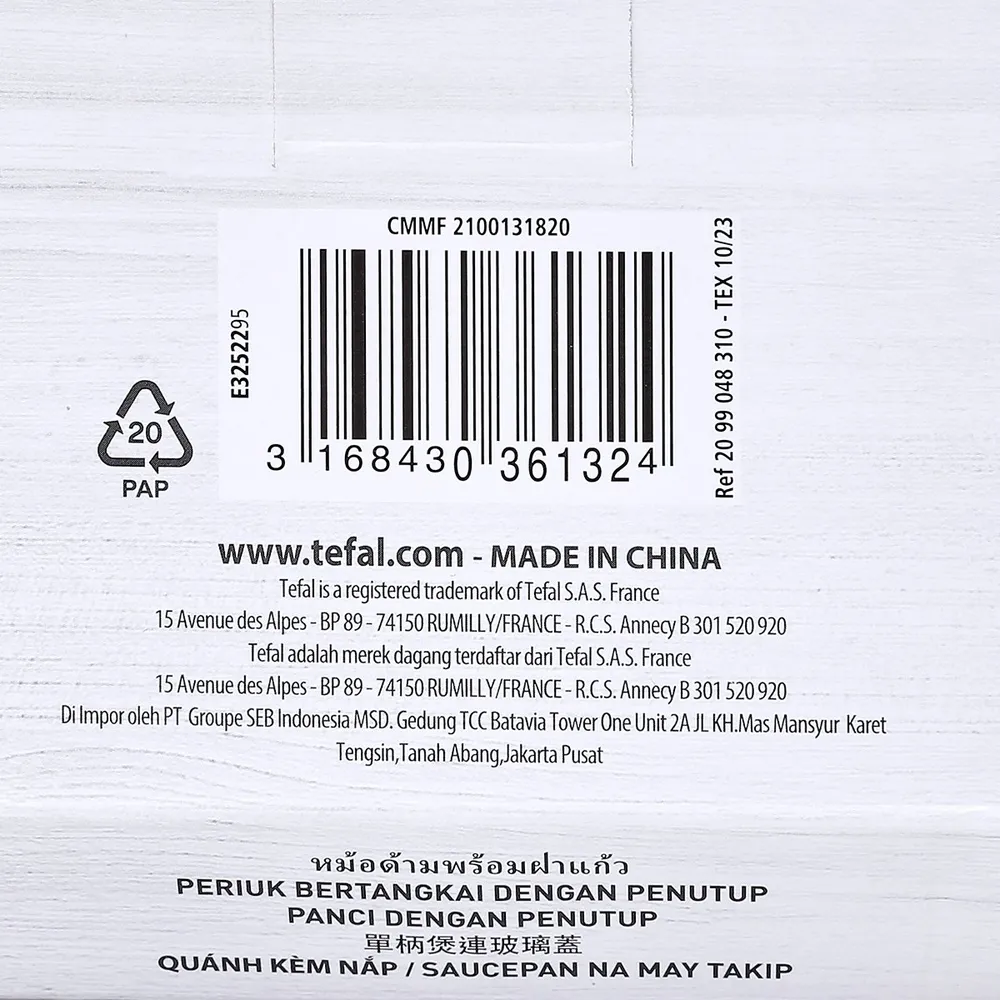 CMMF 2100131820
E3252295
Ref 20 99 048 310 - TEX 10/23
3 168430 361324
20
PAP
www.tefal.com - MADE IN CHINA
Tefal is a registered trademark of Tefal S.A.S. France
15 Avenue des Alpes - BP 89 - 74150 RUMILLY/FRANCE - R.C.S. Annecy B 301 520 920
Tefal adalah merek dagang terdaftar dari Tefal S.A.S. France
15 Avenue des Alpes - BP 89 - 74150 RUMILLY/FRANCE - R.C.S. Annecy B 301 520 920
Di Impor oleh PT Groupe SEB Indonesia MSD. Gedung TCC Batavia Tower One Unit 2A JL KH.Mas Mansyur Karet
Tengsin,Tanah Abang,Jakarta Pusat
หม้อด้ามพร้อมฝาแก้ว
PERIUK BERTANGKAI DENGAN PENUTUP
PANCI DENGAN PENUTUP
單柄煲連玻璃蓋
QUÁNH KÈM NẮP / SAUCEPAN NA MAY TAKIP